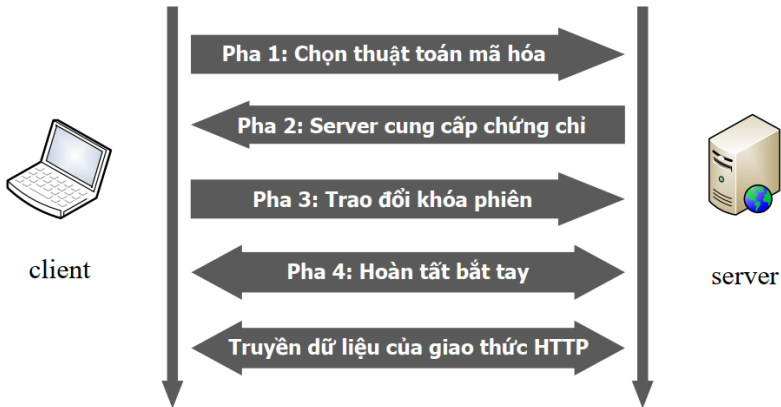 Pha 1: Chọn thuật toán mã hóa
Pha 2: Server cung cấp chứng chỉ
Pha 3: Trao đổi khóa phiên
client
server
Pha 4: Hoàn tất bắt tay
Truyền dữ liệu của giao thức HTTP